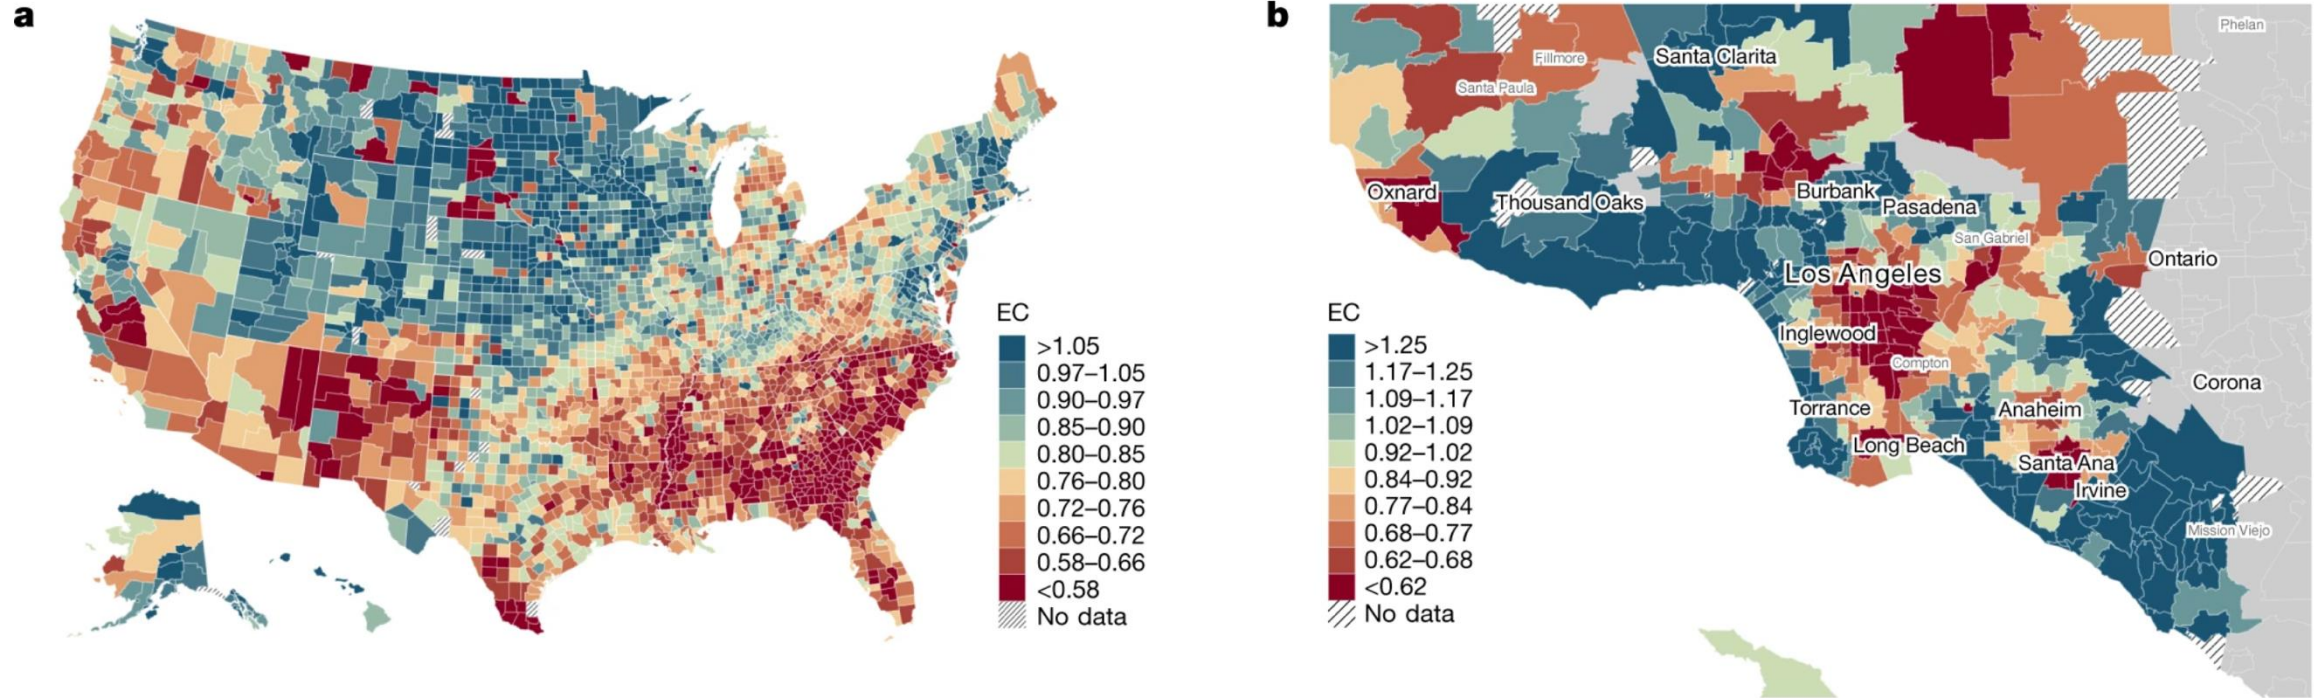 a
EC
>1.05
0.97–1.05
0.90–0.97
0.85–0.90
0.80–0.85
0.76–0.80
0.72–0.76
0.66–0.72
0.58–0.66
<0.58
No data
b
Phelan
Santa Clarita
Fillmore
Santa Paula
Oxnard
Thousand Oaks
Burbank
Pasadena
San Gabriel
Ontario
Los Angeles
Inglewood
Compton
Corona
Torrance
Anaheim
Long Beach
Santa Ana
Irvine
Mission Viejo
EC
>1.25
1.17–1.25
1.09–1.17
1.02–1.09
0.92–1.02
0.84–0.92
0.77–0.84
0.68–0.77
0.62–0.68
<0.62
No data